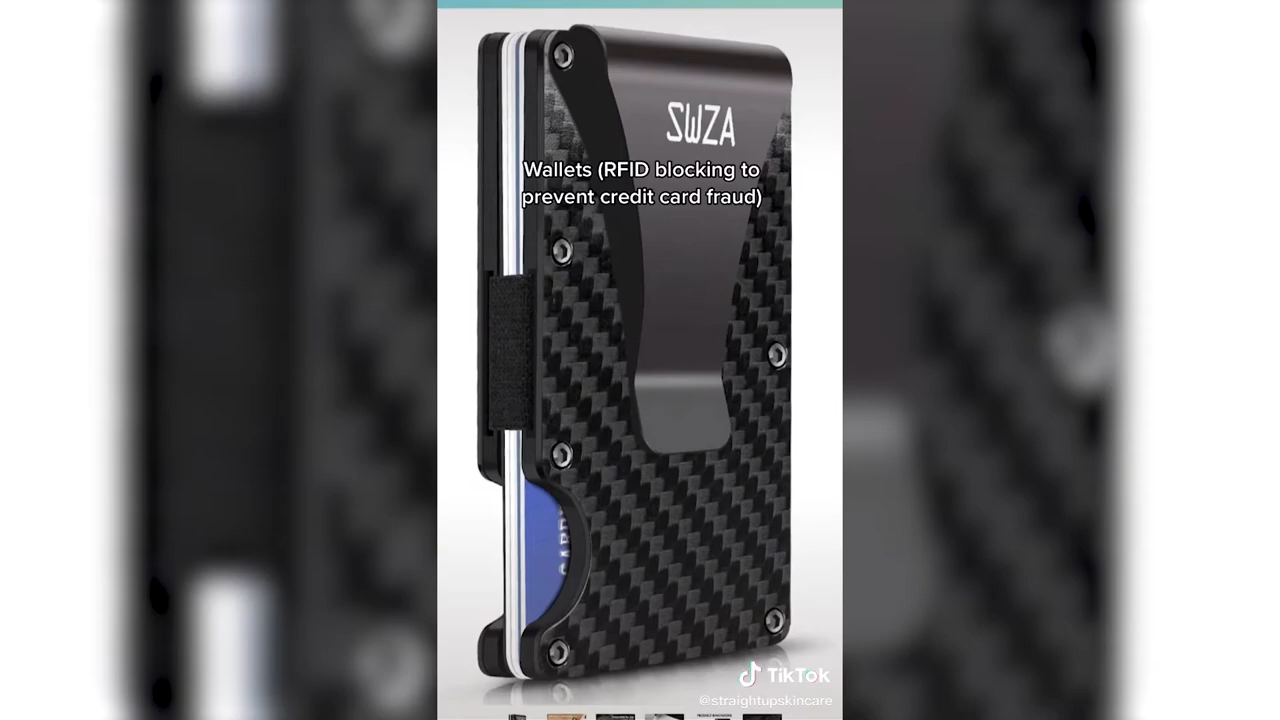 SWZA
Wallets (RFID blocking to
prevent credit card fraud)
TikTok
@straightupskincare